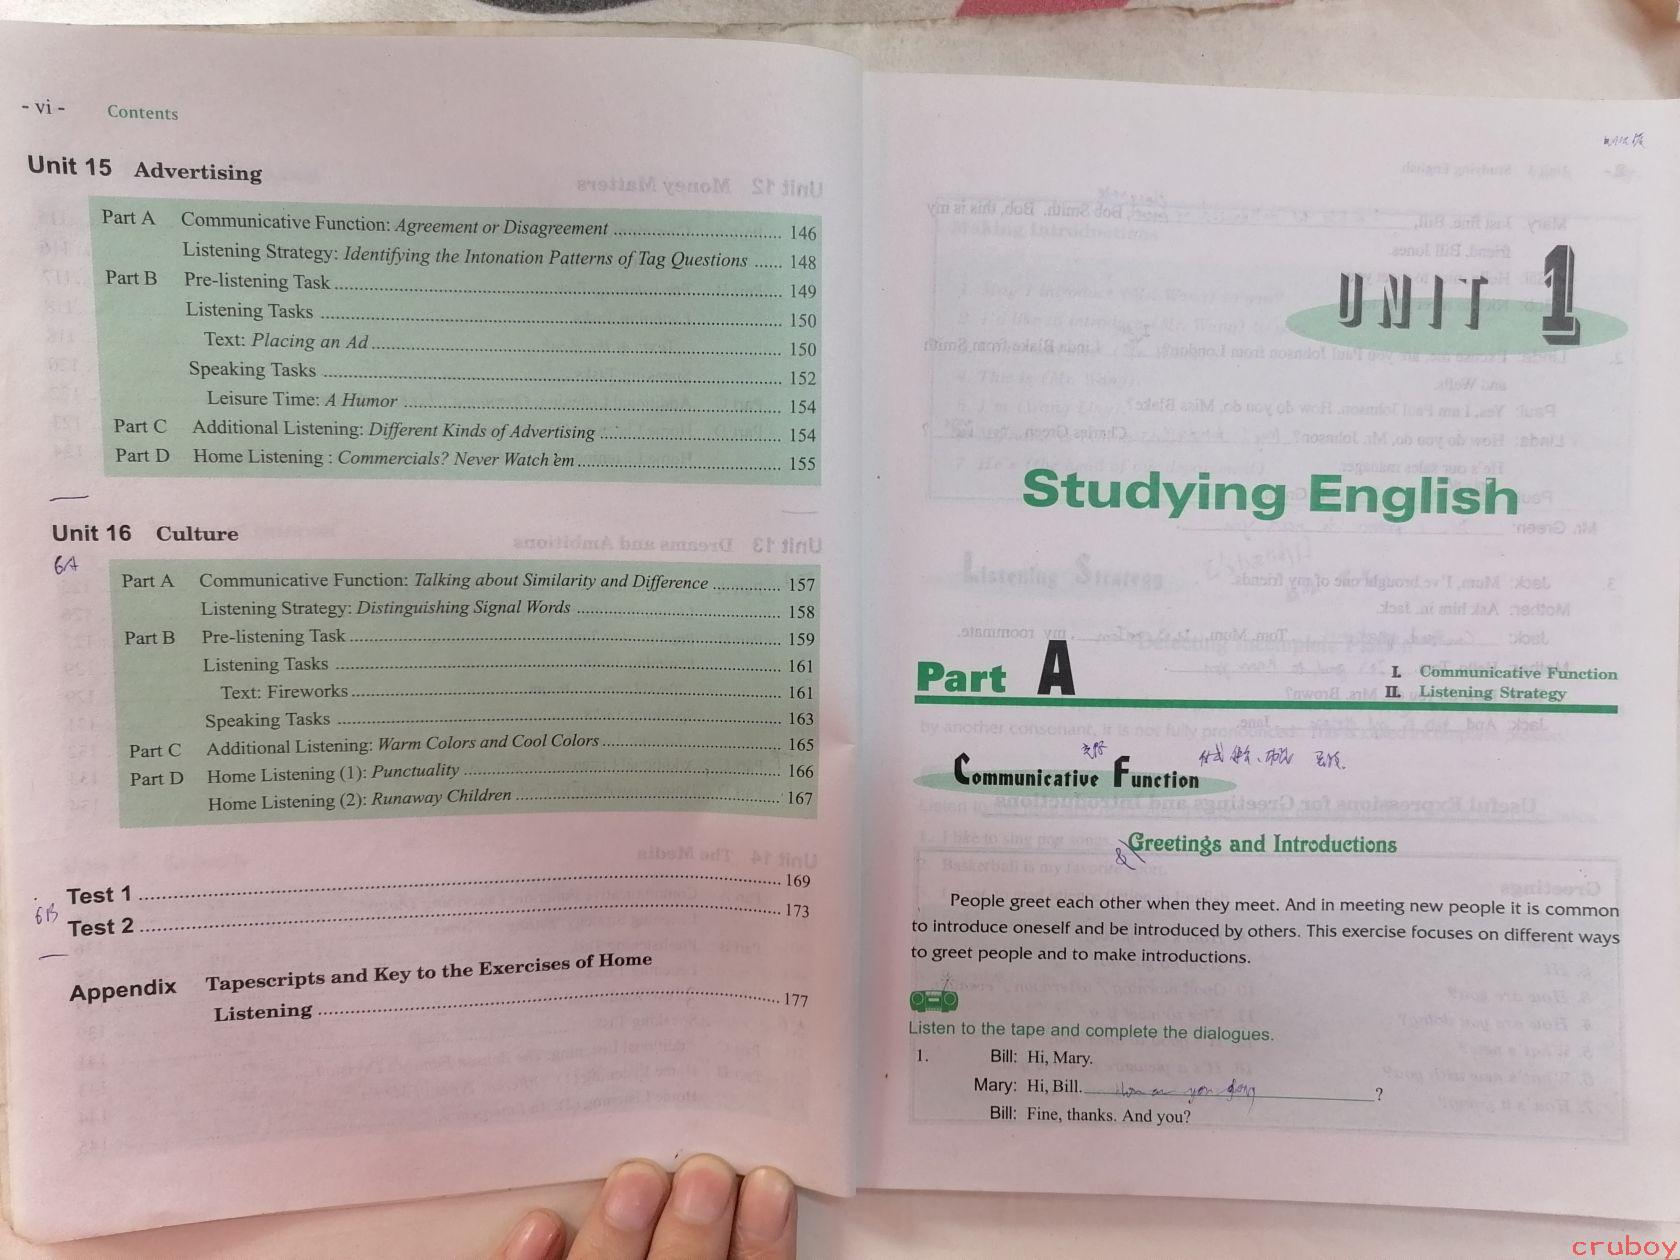 - vi -    Contents
Unit 15   Advertising
Part A   Communicative Function: Agreement or Disagreement .......... 146
Listening Strategy: Identifying the Intonation Patterns of Tag Questions ...... 148
Part B   Pre-listening Task .......... 149
Listening Tasks .......... 150
Text: Placing an Ad .......... 150
Speaking Tasks .......... 152
Leisure Time: A Humor .......... 154
Part C   Additional Listening: Different Kinds of Advertising .......... 154
Part D   Home Listening : Commercials? Never Watch 'em .......... 155
Unit 16   Culture
6A
Part A   Communicative Function: Talking about Similarity and Difference .......... 157
Listening Strategy: Distinguishing Signal Words .......... 158
Part B   Pre-listening Task .......... 159
Listening Tasks .......... 161
Text: Fireworks .......... 161
Speaking Tasks .......... 163
Part C   Additional Listening: Warm Colors and Cool Colors .......... 165
Part D   Home Listening (1): Punctuality .......... 166
Home Listening (2): Runaway Children .......... 167
Test 1 .......... 169
6B
Test 2 .......... 173
Appendix   Tapescripts and Key to the Exercises of Home
Listening .......... 177
UNIT 1
Studying English
Part A
I. Communicative Function
II. Listening Strategy
Communicative Function
Greetings and Introductions
People greet each other when they meet. And in meeting new people it is common
to introduce oneself and be introduced by others. This exercise focuses on different ways
to greet people and to make introductions.
Listen to the tape and complete the dialogues.
1.   Bill: Hi, Mary.
Mary: Hi, Bill. How are you doing ?
Bill: Fine, thanks. And you?
cruboy